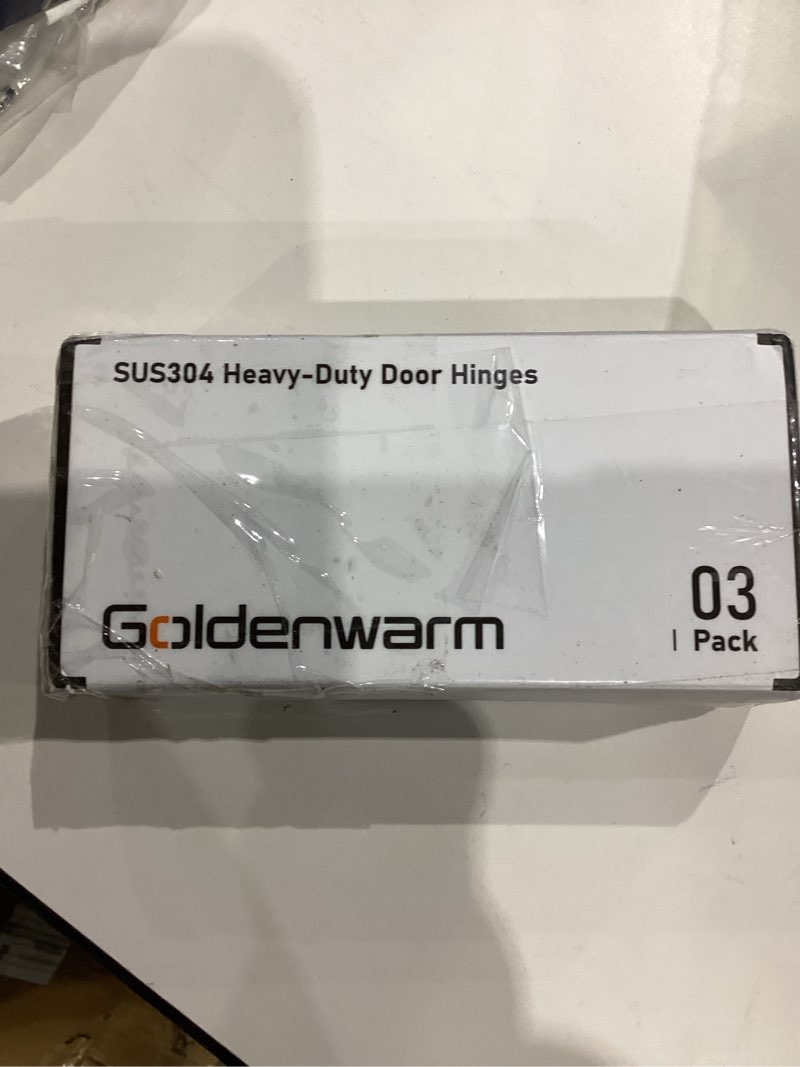 SUS304 Heavy-Duty Door Hinges
Goldenwarm
03
| Pack